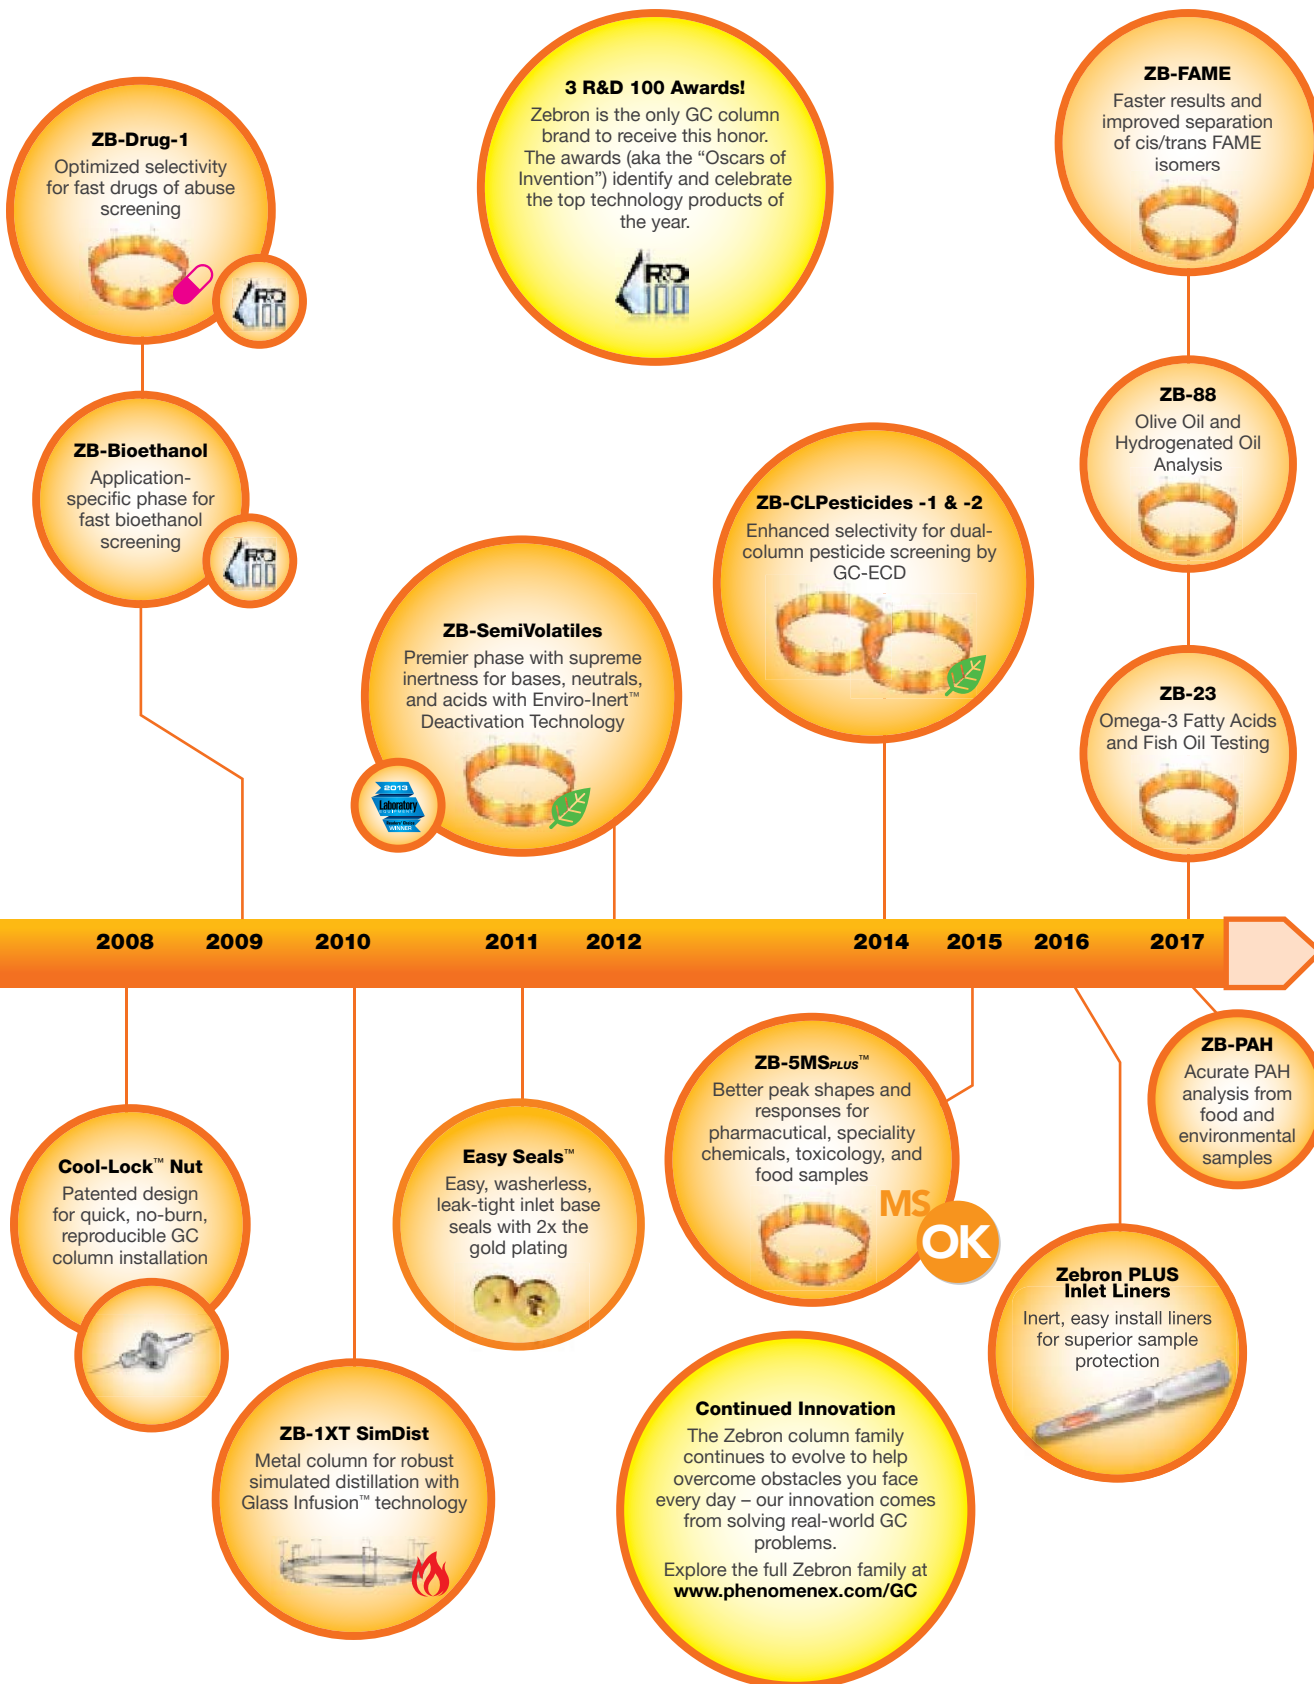 ZB-Drug-1
Optimized selectivity
for fast drugs of abuse
screening
R&D
100
3 R&D 100 Awards!
Zebron is the only GC column
brand to receive this honor.
The awards (aka the “Oscars of
Invention”) identify and celebrate
the top technology products of
the year.
R&D
100
ZB-FAME
Faster results and
improved separation
of cis/trans FAME
isomers
ZB-Bioethanol
Application-
specific phase for
fast bioethanol
screening
R&D
100
ZB-88
Olive Oil and
Hydrogenated Oil
Analysis
ZB-CLPesticides -1 & -2
Enhanced selectivity for dual-
column pesticide screening by
GC-ECD
ZB-SemiVolatiles
Premier phase with supreme
inertness for bases, neutrals,
and acids with Enviro-Inert™
Deactivation Technology
2013
Laboratory
WINNER
ZB-23
Omega-3 Fatty Acids
and Fish Oil Testing
2008 2009 2010 2011 2012 2014 2015 2016 2017
Cool-Lock™ Nut
Patented design
for quick, no-burn,
reproducible GC
column installation
ZB-1XT SimDist
Metal column for robust
simulated distillation with
Glass Infusion™ technology
Easy Seals™
Easy, washerless,
leak-tight inlet base
seals with 2x the
gold plating
ZB-5MSPLUS™
Better peak shapes and
responses for
pharmacutical, speciality
chemicals, toxicology, and
food samples
MS
OK
ZB-PAH
Acurate PAH
analysis from
food and
environmental
samples
Zebron PLUS
Inlet Liners
Inert, easy install liners
for superior sample
protection
Continued Innovation
The Zebron column family
continues to evolve to help
overcome obstacles you face
every day – our innovation comes
from solving real-world GC
problems.
Explore the full Zebron family at
www.phenomenex.com/GC